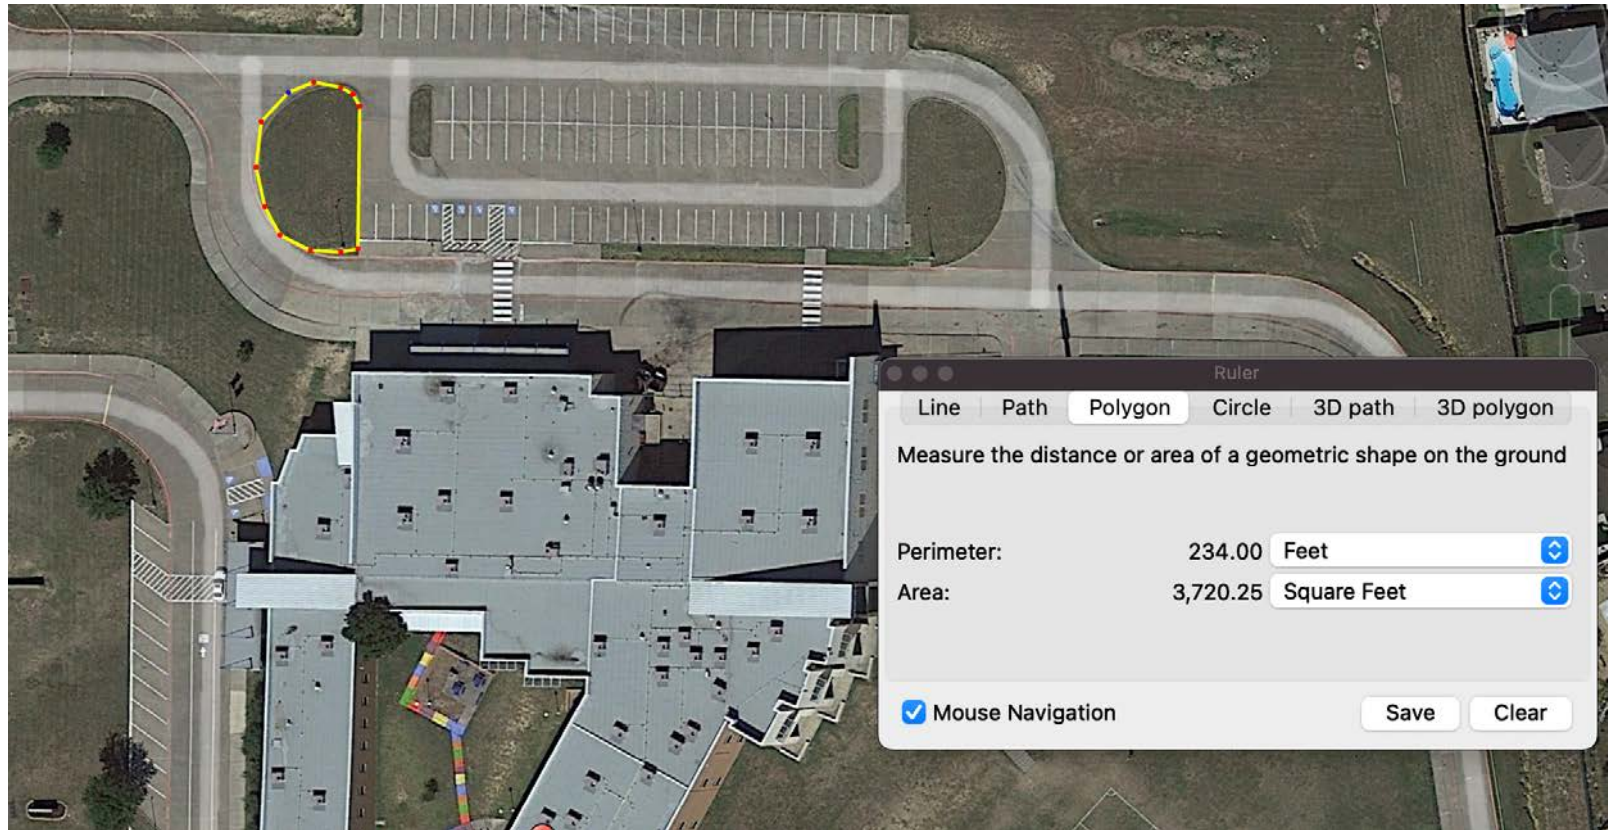 Ruler
Line Path Polygon Circle 3D path 3D polygon
Measure the distance or area of a geometric shape on the ground
Perimeter: 234.00 Feet
Area: 3,720.25 Square Feet
Mouse Navigation Save Clear